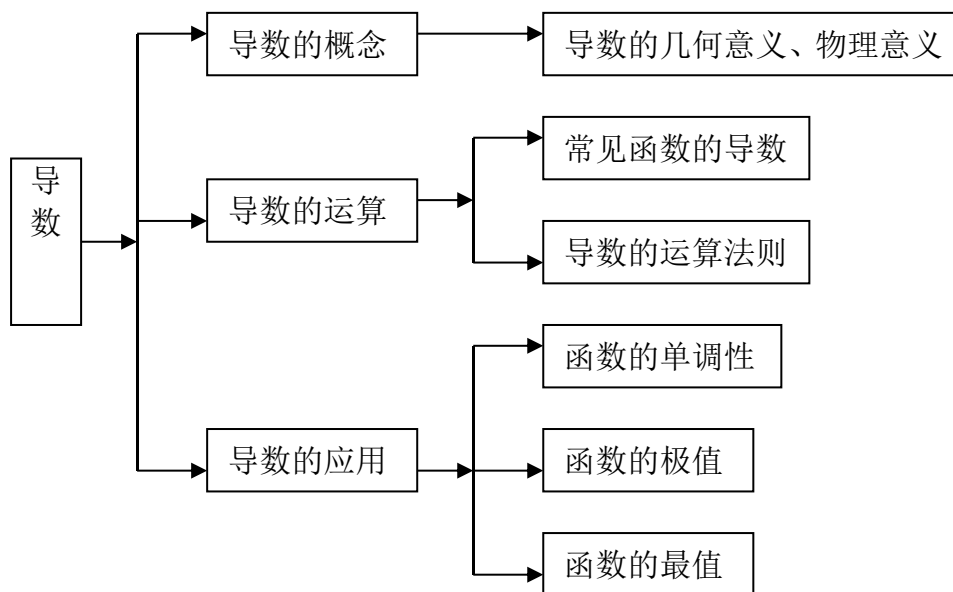 导数的概念
导数的几何意义、物理意义
导
数
导数的运算
常见函数的导数
导数的运算法则
导数的应用
函数的单调性
函数的极值
函数的最值